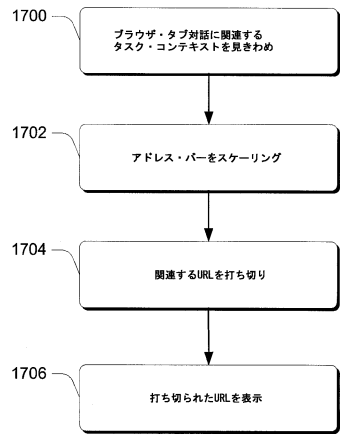 1700
ブラウザ・タブ対話に関連する
タスク・コンテキストを見きわめ
1702
アドレス・バーをスケーリング
1704
関連するURLを打ち切り
1706
打ち切られたURLを表示